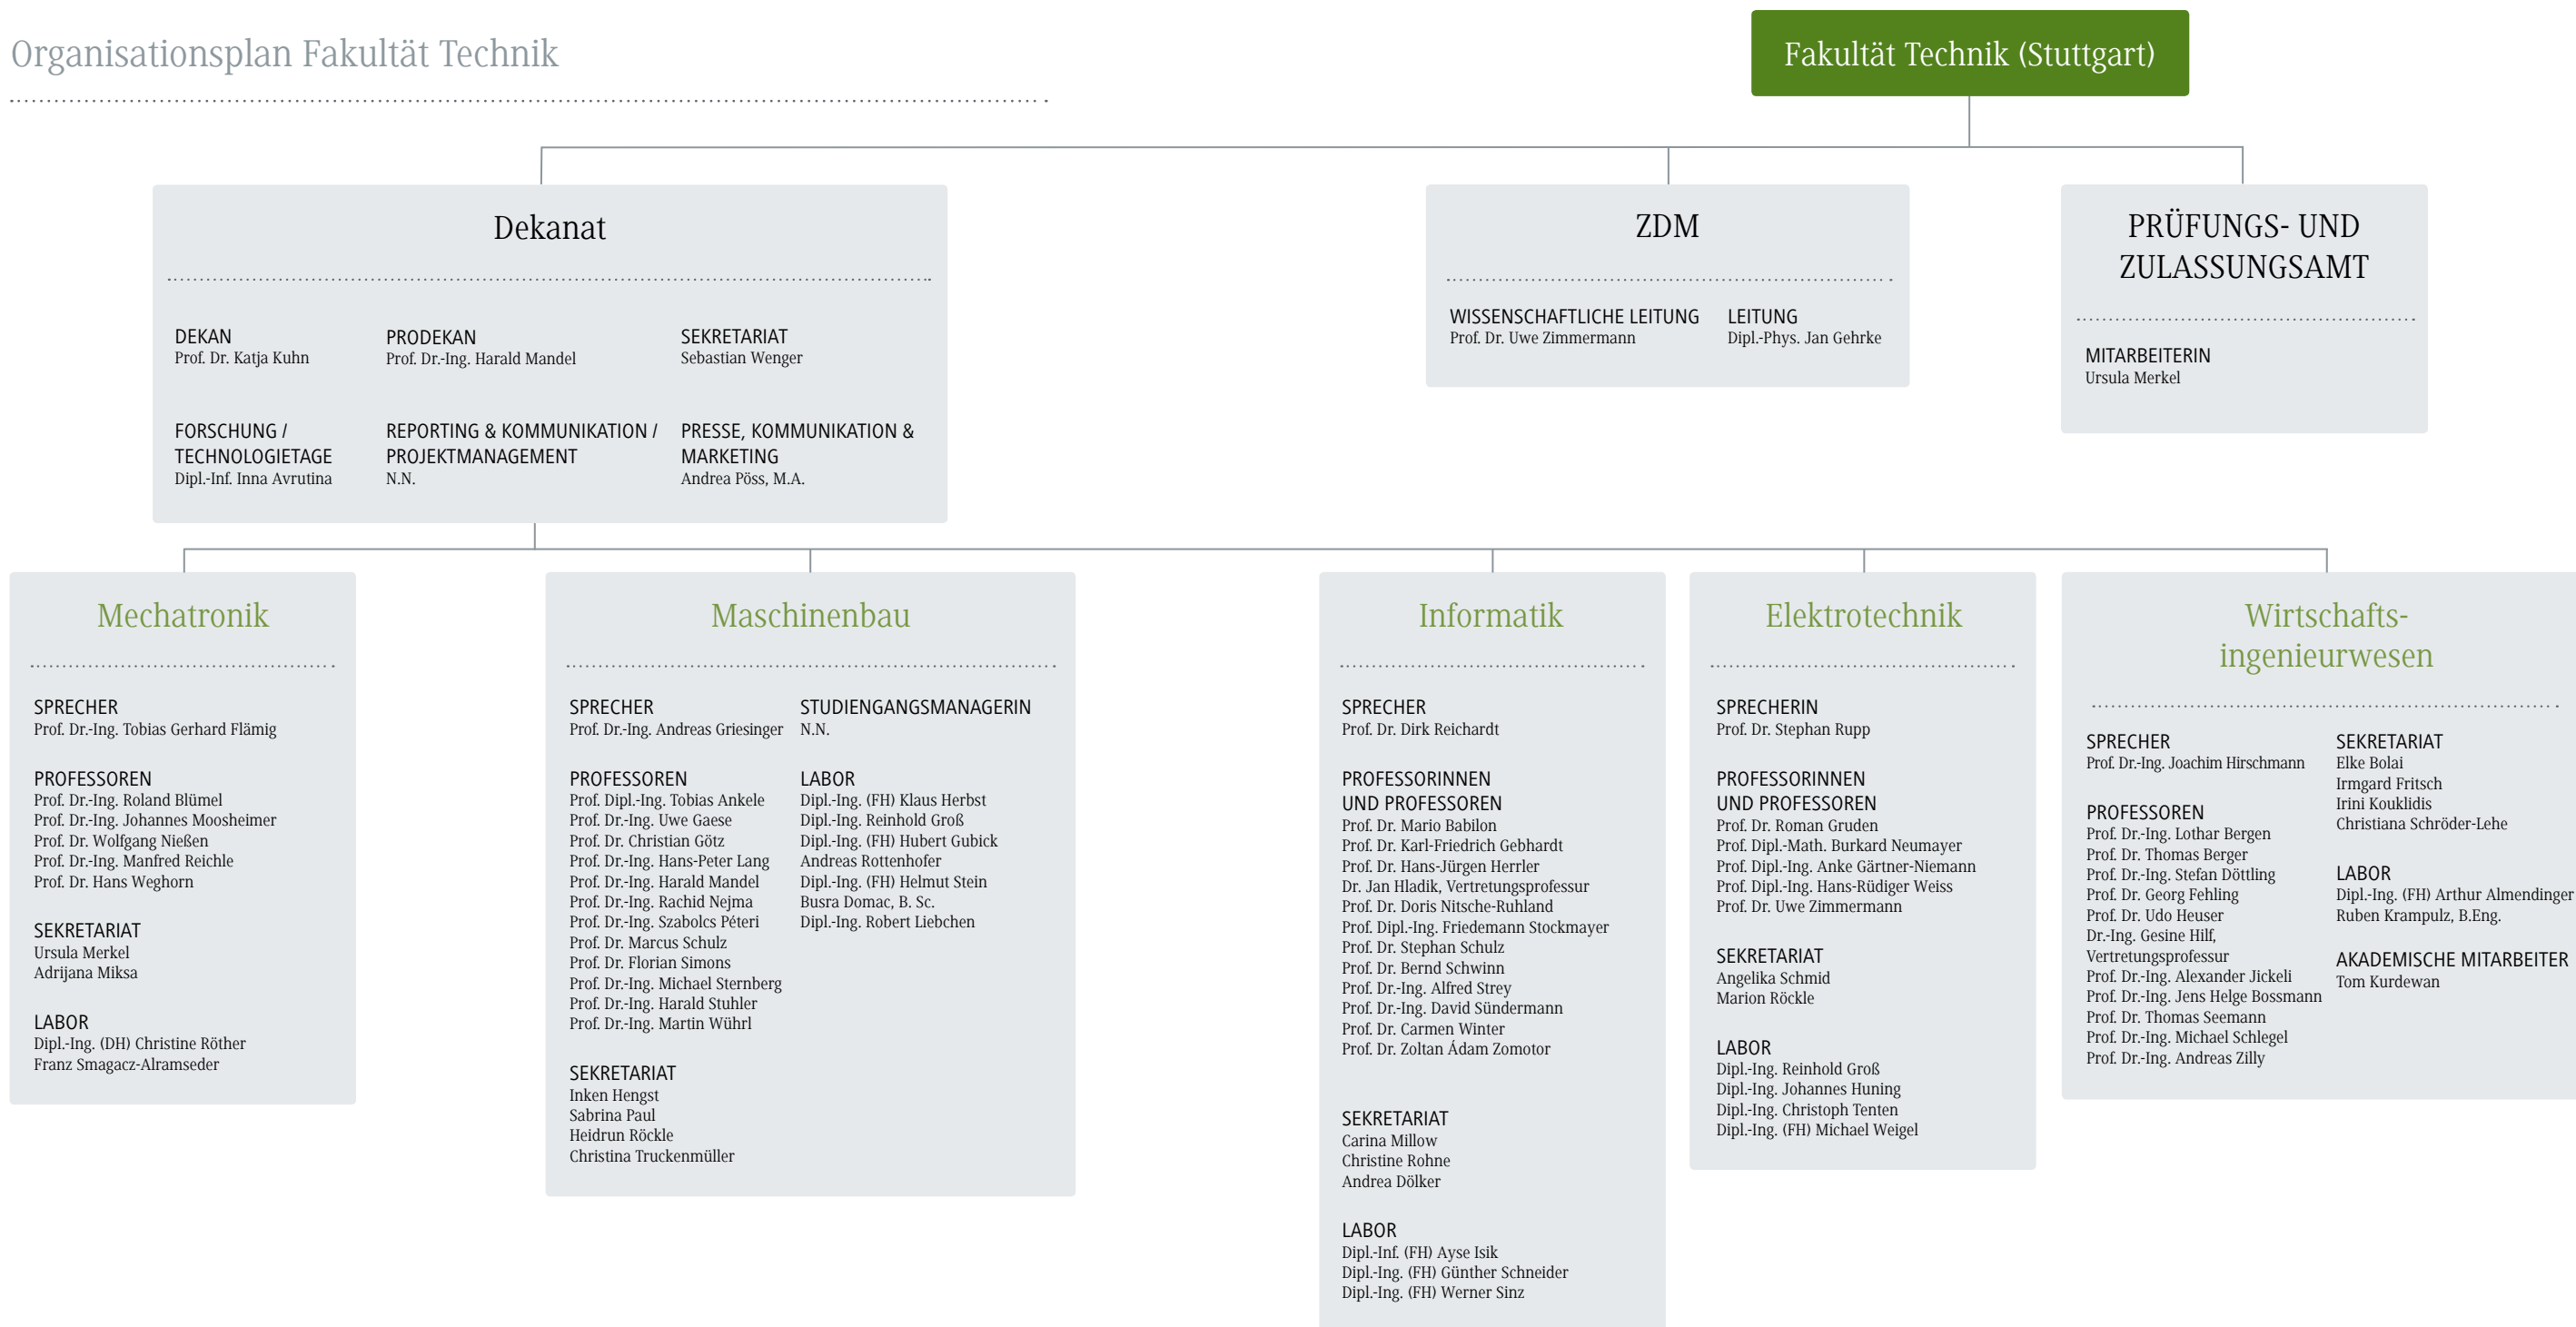 Organisationsplan Fakultät Technik
Fakultät Technik (Stuttgart)
Dekanat
DEKAN
Prof. Dr. Katja Kuhn
PRODEKAN
Prof. Dr.-Ing. Harald Mandel
SEKRETARIAT
Sebastian Wenger
FORSCHUNG /
TECHNOLOGIETAGE
Dipl.-Inf. Inna Avrutina
REPORTING & KOMMUNIKATION /
PROJEKTMANAGEMENT
N.N.
PRESSE, KOMMUNIKATION &
MARKETING
Andrea Pöss, M.A.
ZDM
WISSENSCHAFTLICHE LEITUNG
Prof. Dr. Uwe Zimmermann
LEITUNG
Dipl.-Phys. Jan Gehrke
PRÜFUNGS- UND
ZULASSUNGSAMT
MITARBEITERIN
Ursula Merkel
Mechatronik
SPRECHER
Prof. Dr.-Ing. Tobias Gerhard Flämig
PROFESSOREN
Prof. Dr.-Ing. Roland Blümel
Prof. Dr.-Ing. Johannes Moosheimer
Prof. Dr. Wolfgang Nießen
Prof. Dr.-Ing. Manfred Reichle
Prof. Dr. Hans Weghorn
SEKRETARIAT
Ursula Merkel
Adrijana Miksa
LABOR
Dipl.-Ing. (DH) Christine Röther
Franz Smagacz-Alramseder
Maschinenbau
SPRECHER
Prof. Dr.-Ing. Andreas Griesinger
PROFESSOREN
Prof. Dipl.-Ing. Tobias Ankele
Prof. Dr.-Ing. Uwe Gaese
Prof. Dr. Christian Götz
Prof. Dr.-Ing. Hans-Peter Lang
Prof. Dr.-Ing. Harald Mandel
Prof. Dr.-Ing. Rachid Nejma
Prof. Dr.-Ing. Szabolcs Péteri
Prof. Dr. Marcus Schulz
Prof. Dr. Florian Simons
Prof. Dr.-Ing. Michael Sternberg
Prof. Dr.-Ing. Harald Stuhler
Prof. Dr.-Ing. Martin Wührl
SEKRETARIAT
Inken Hengst
Sabrina Paul
Heidrun Röckle
Christina Truckenmüller
STUDIENGANGSMANAGERIN
N.N.
LABOR
Dipl.-Ing. (FH) Klaus Herbst
Dipl.-Ing. Reinhold Groß
Dipl.-Ing. (FH) Hubert Gubick
Andreas Rottenhofer
Dipl.-Ing. (FH) Helmut Stein
Busra Domac, B. Sc.
Dipl.-Ing. Robert Liebchen
Informatik
SPRECHER
Prof. Dr. Dirk Reichardt
PROFESSORINNEN
UND PROFESSOREN
Prof. Dr. Mario Babilon
Prof. Dr. Karl-Friedrich Gebhardt
Prof. Dr. Hans-Jürgen Herrler
Dr. Jan Hladik, Vertretungsprofessur
Prof. Dr. Doris Nitsche-Ruhland
Prof. Dipl.-Ing. Friedemann Stockmayer
Prof. Dr. Stephan Schulz
Prof. Dr. Bernd Schwinn
Prof. Dr.-Ing. Alfred Strey
Prof. Dr.-Ing. David Sündermann
Prof. Dr. Carmen Winter
Prof. Dr. Zoltan Ádam Zomotor
SEKRETARIAT
Carina Millow
Christine Rohne
Andrea Dölker
LABOR
Dipl.-Inf. (FH) Ayse Isik
Dipl.-Ing. (FH) Günther Schneider
Dipl.-Ing. (FH) Werner Sinz
Elektrotechnik
SPRECHERIN
Prof. Dr. Stephan Rupp
PROFESSORINNEN
UND PROFESSOREN
Prof. Dr. Roman Gruden
Prof. Dipl.-Math. Burkard Neumayer
Prof. Dipl.-Ing. Anke Gärtner-Niemann
Prof. Dipl.-Ing. Hans-Rüdiger Weiss
Prof. Dr. Uwe Zimmermann
SEKRETARIAT
Angelika Schmid
Marion Röckle
LABOR
Dipl.-Ing. Reinhold Groß
Dipl.-Ing. Johannes Huning
Dipl.-Ing. Christoph Tenten
Dipl.-Ing. (FH) Michael Weigel
Wirtschafts-
ingenieurwesen
SPRECHER
Prof. Dr.-Ing. Joachim Hirschmann
PROFESSOREN
Prof. Dr.-Ing. Lothar Bergen
Prof. Dr. Thomas Berger
Prof. Dr.-Ing. Stefan Döttling
Prof. Dr. Georg Fehling
Prof. Dr. Udo Heuser
Dr.-Ing. Gesine Hilf,
Vertretungsprofessur
Prof. Dr.-Ing. Alexander Jickeli
Prof. Dr.-Ing. Jens Helge Bossmann
Prof. Dr. Thomas Seemann
Prof. Dr.-Ing. Michael Schlegel
Prof. Dr.-Ing. Andreas Zilly
SEKRETARIAT
Elke Bolai
Irmgard Fritsch
Irini Kouklidis
Christiana Schröder-Lehe
LABOR
Dipl.-Ing. (FH) Arthur Almendinger
Ruben Krampulz, B.Eng.
AKADEMISCHE MITARBEITER
Tom Kurdewan